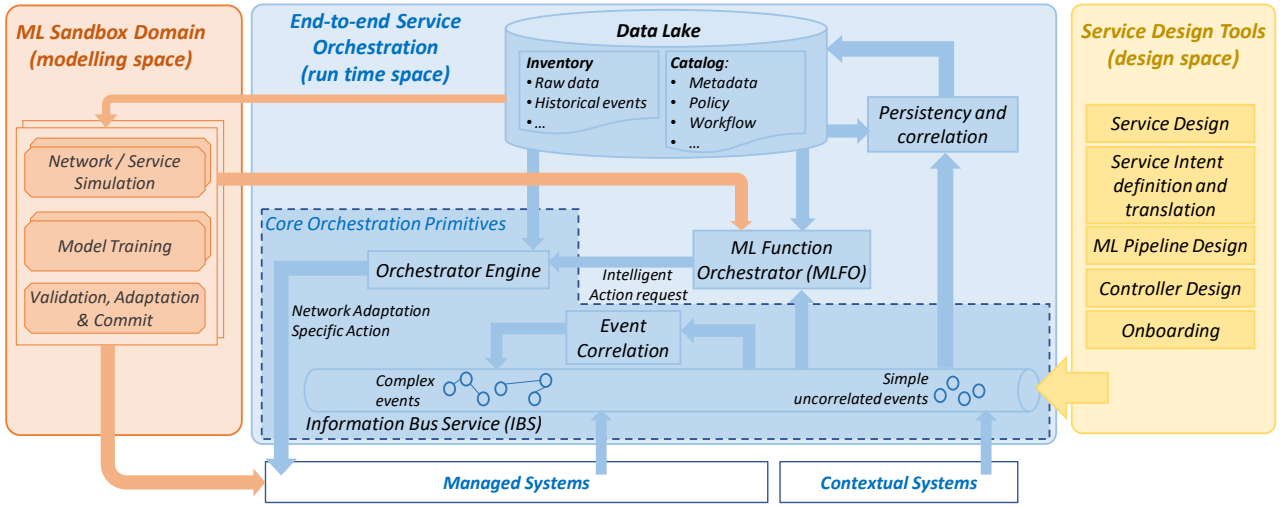 ML Sandbox Domain
(modelling space)
Network / Service
Simulation
Model Training
Validation, Adaptation
& Commit
End-to-end Service
Orchestration
(run time space)
Data Lake
Inventory
• Raw data
• Historical events
• ...
Catalog:
• Metadata
• Policy
• Workflow
• ...
Persistency and
correlation
Core Orchestration Primitives
Orchestrator Engine
ML Function
Orchestrator (MLFO)
Intelligent
Action request
Network Adaptation
Specific Action
Event
Correlation
Complex
events
Simple
uncorrelated events
Information Bus Service (IBS)
Managed Systems
Contextual Systems
Service Design Tools
(design space)
Service Design
Service Intent
definition and
translation
ML Pipeline Design
Controller Design
Onboarding